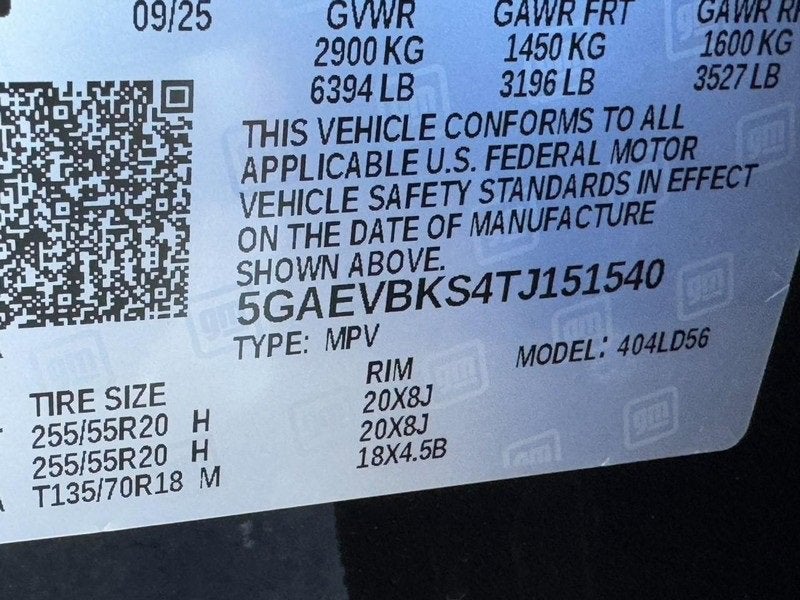 09/25 GVWR GAWR FRT GAWR
2900 KG 1450 KG 1600 KG
6394 LB 3196 LB 3527 LB
THIS VEHICLE CONFORMS TO ALL
APPLICABLE U.S. FEDERAL MOTOR
VEHICLE SAFETY STANDARDS IN EFFECT
ON THE DATE OF MANUFACTURE
SHOWN ABOVE.
5GAEVBKS4TJ151540
TYPE: MPV MODEL: 404LD56
TIRE SIZE RIM
255/55R20 H 20X8J
255/55R20 H 20X8J
T135/70R18 M 18X4.5B
gm